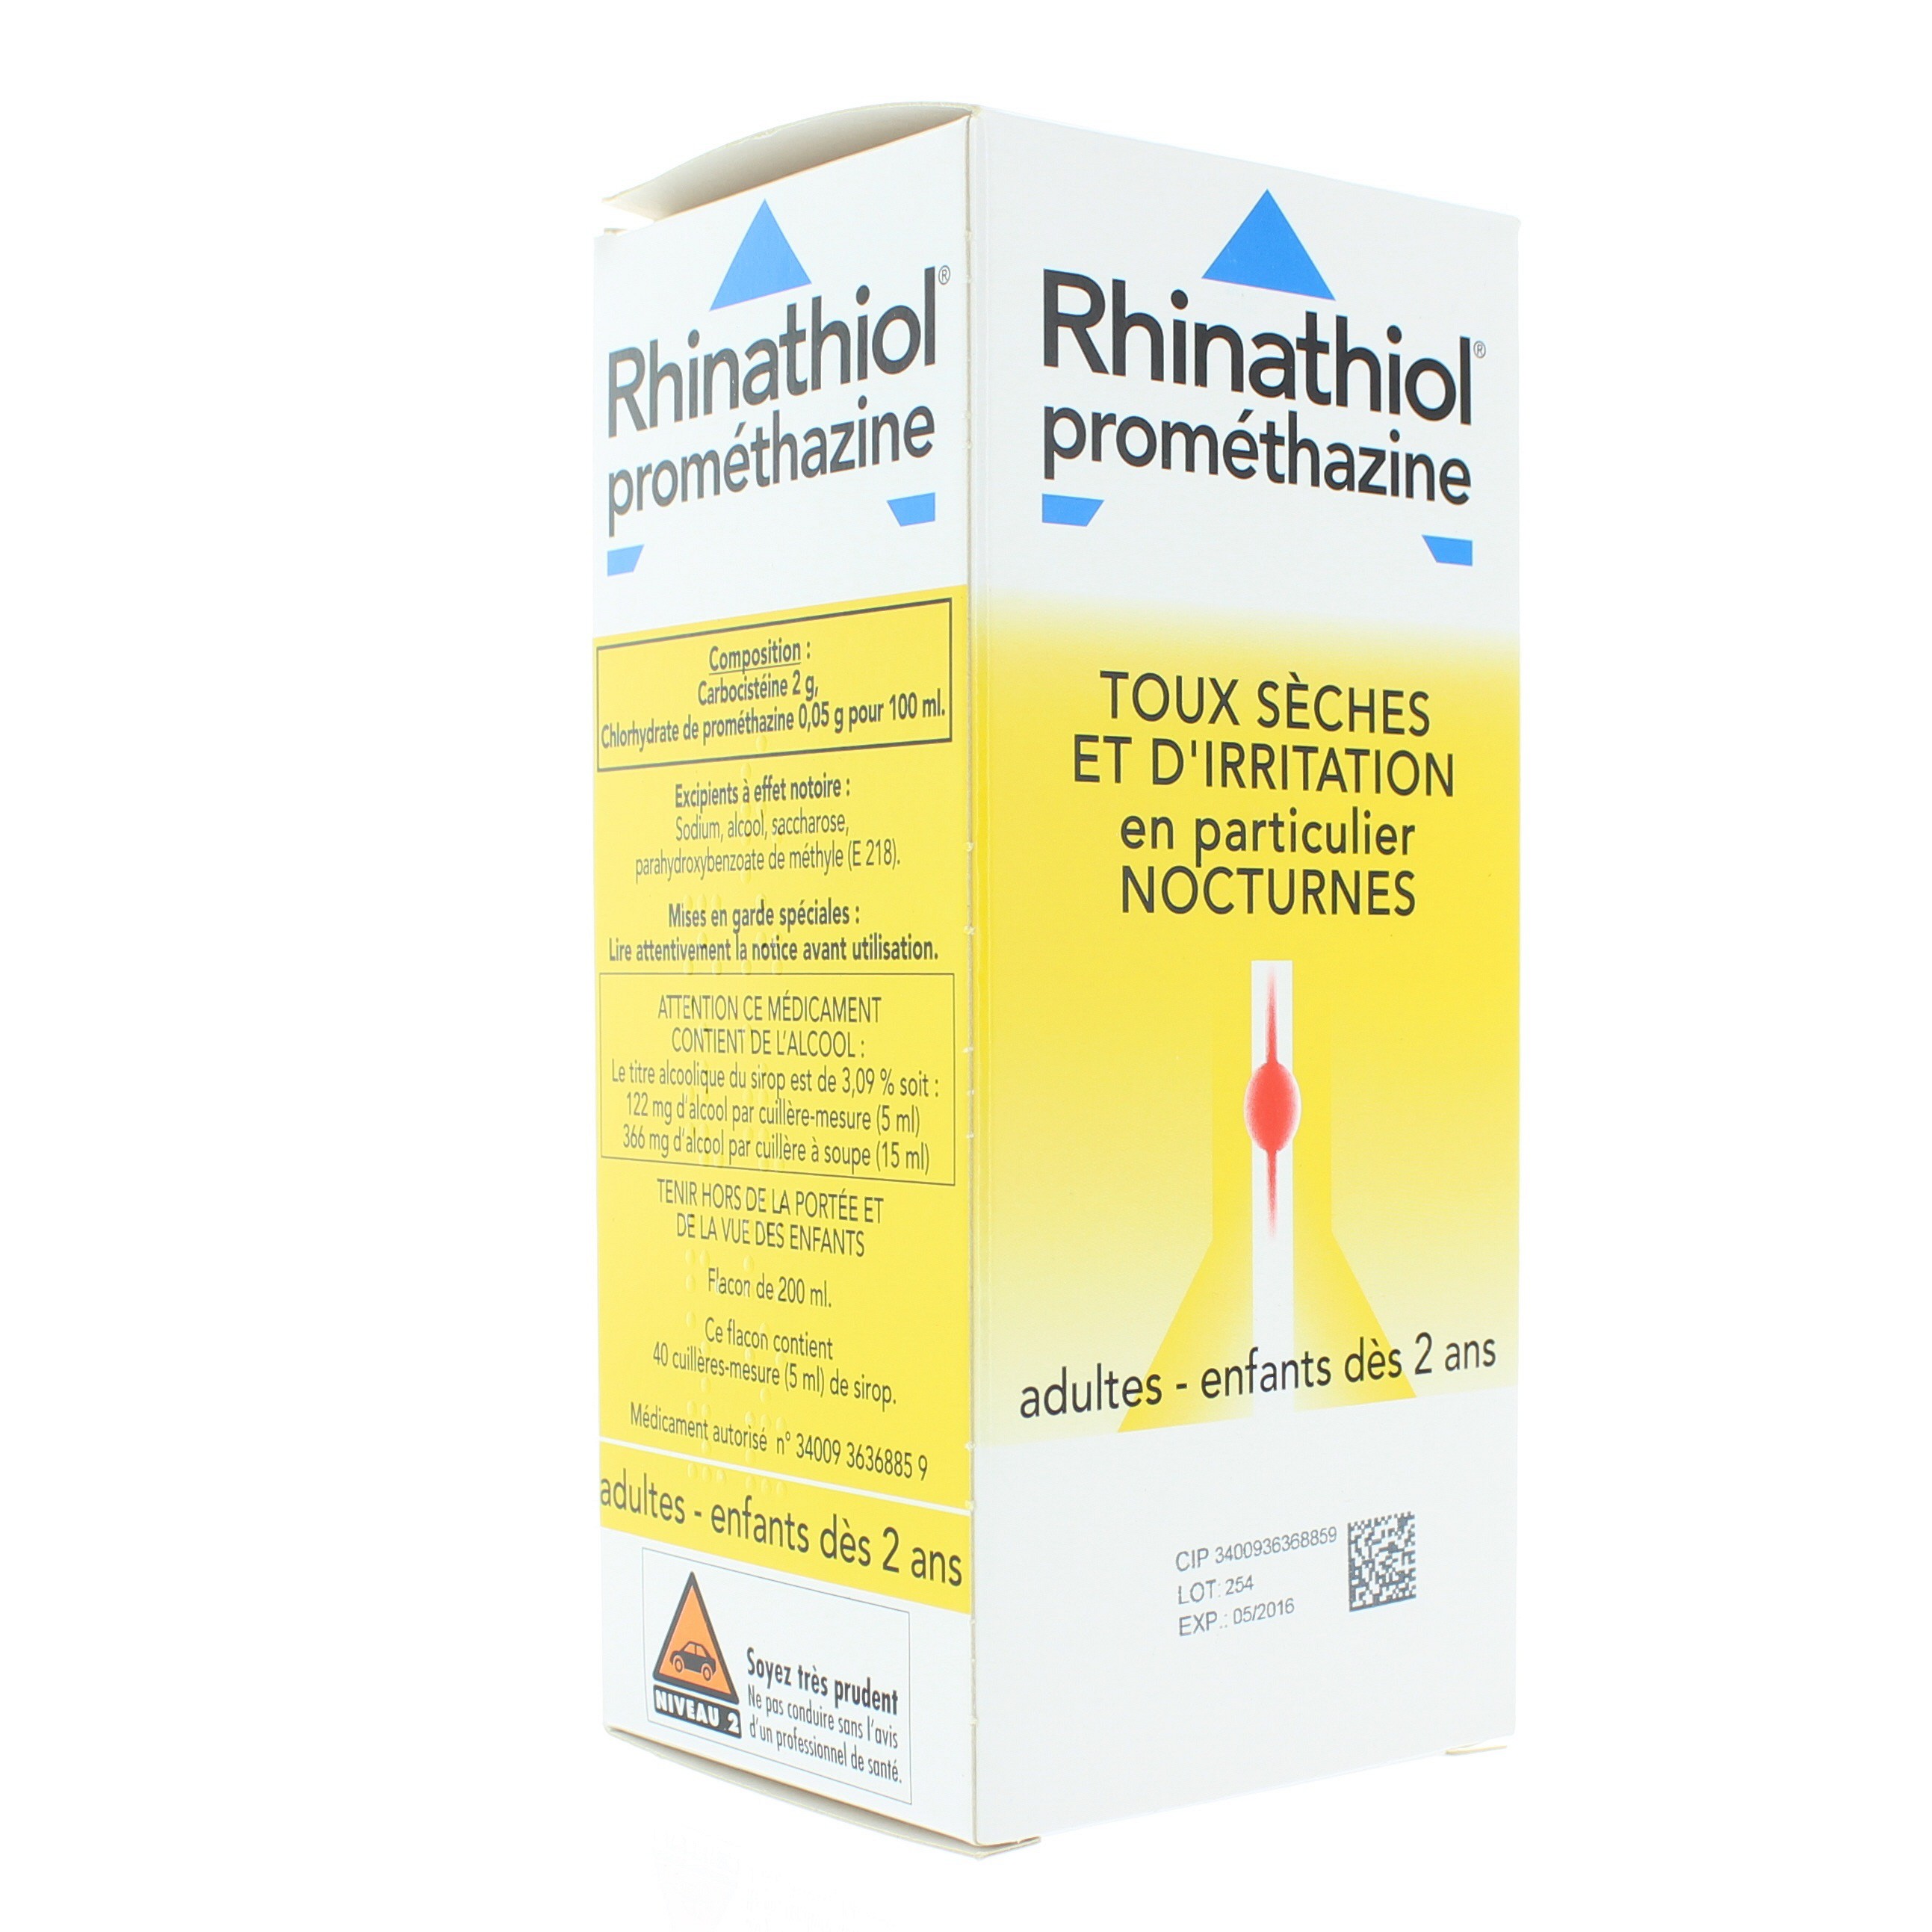 Rhinathiol®
prométhazine
Composition :
Carbocistéine 2 g,
Chlorhydrate de prométhazine 0,05 g pour 100 ml.
Excipients à effet notoire :
Sodium, alcool, saccharose,
parahydroxybenzoate de méthyle (E 218).
Mises en garde spéciales :
Lire attentivement la notice avant utilisation.
ATTENTION CE MÉDICAMENT
CONTIENT DE L'ALCOOL :
Le titre alcoolique du sirop est de 3,09 % soit :
122 mg d'alcool par cuillère-mesure (5 ml)
366 mg d'alcool par cuillère à soupe (15 ml)
TENIR HORS DE LA PORTÉE ET
DE LA VUE DES ENFANTS
Flacon de 200 ml.
Ce flacon contient
40 cuillères-mesure (5 ml) de sirop.
Médicament autorisé n° 34009 3636885 9
adultes - enfants dès 2 ans
NIVEAU 2
Soyez très prudent
Ne pas conduire sans l'avis
d'un professionnel de santé.
Rhinathiol®
prométhazine
TOUX SÈCHES
ET D'IRRITATION
en particulier
NOCTURNES
adultes - enfants dès 2 ans
CIP 3400936368859
LOT: 254
EXP.: 05/2016